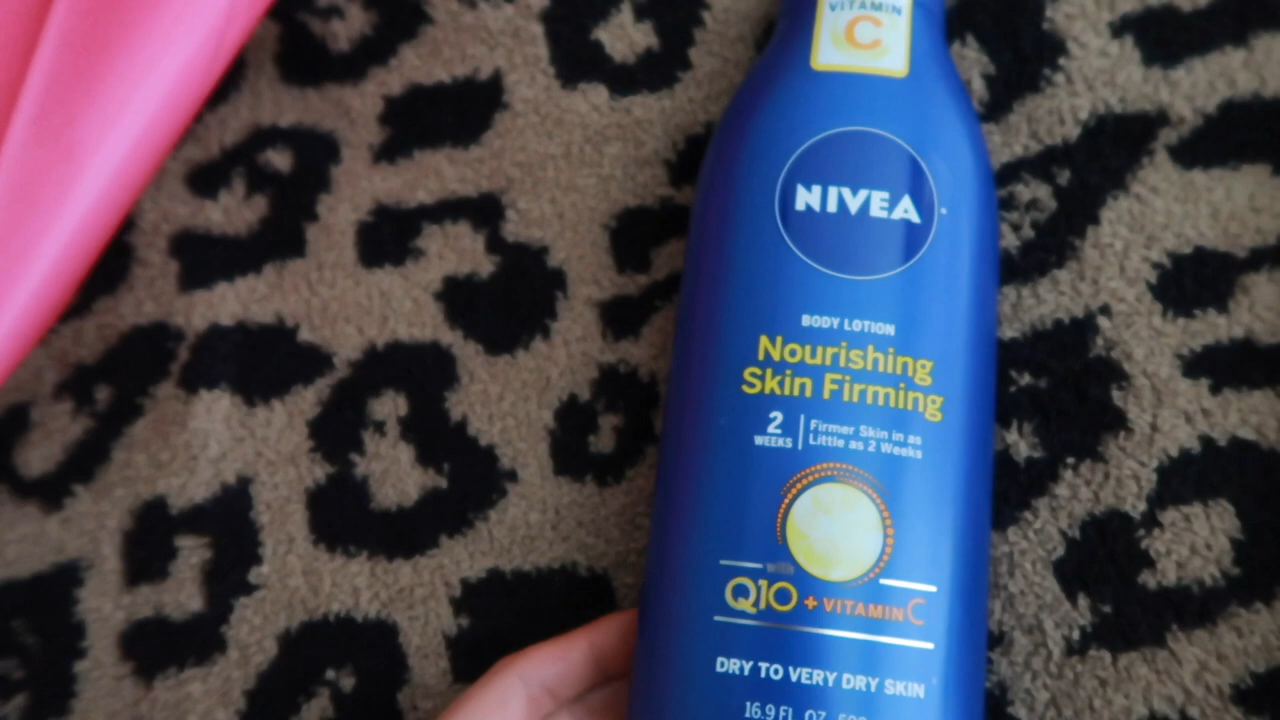 VITAMIN
C
NIVEA
BODY LOTION
Nourishing
Skin Firming
2 WEEKS
Firmer Skin in as
Little as 2 Weeks
with
Q10 + VITAMIN C
DRY TO VERY DRY SKIN
16.9 FL. OZ.